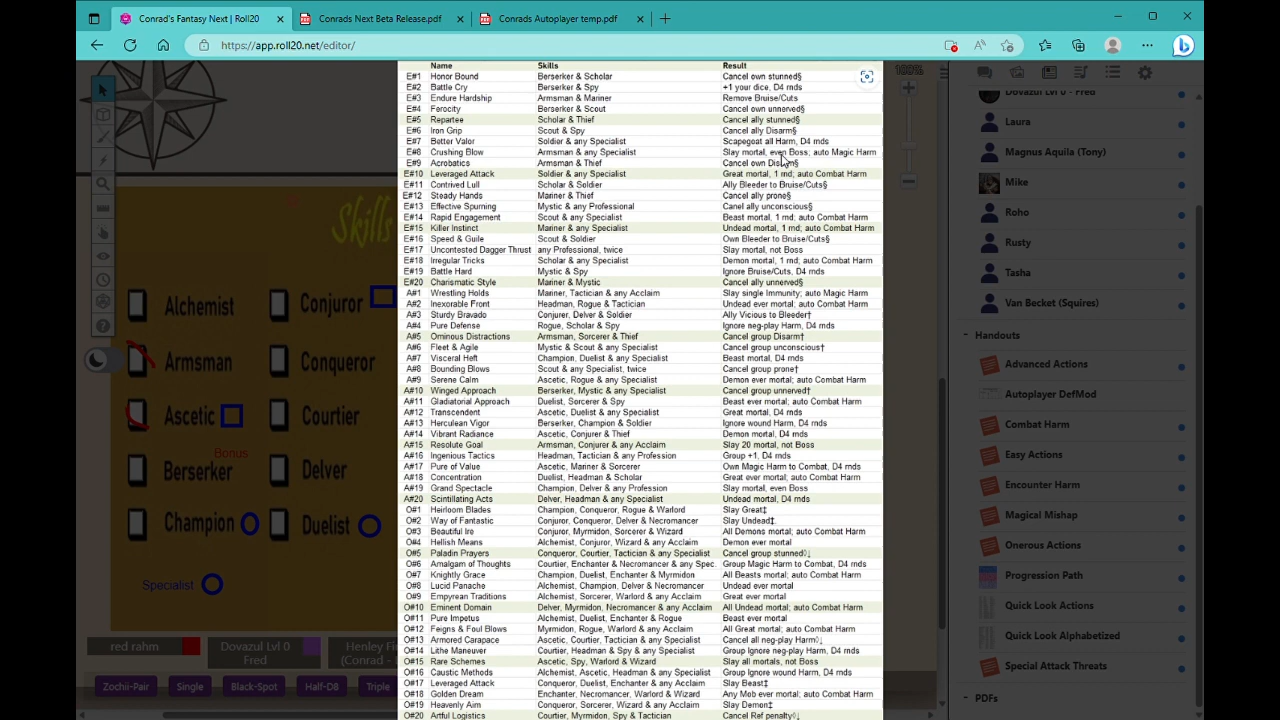 Conrad's Fantasy Next | Roll20
Conrads Next Beta Release.pdf
Conrads Autoplayer temp.pdf
https://app.roll20.net/editor/
Name Skills Result
E#1 Honor Bound Berserker & Scholar Cancel own stunned§
E#2 Battle Cry Berserker & Spy +1 your dice, D4 rnds
E#3 Endure Hardship Armsman & Mariner Remove Bruise/Cuts
E#4 Ferocity Berserker & Scout Cancel own unnerved§
E#5 Repartee Scholar & Thief Cancel ally stunned§
E#6 Iron Grip Scout & Spy Cancel ally Disarm§
E#7 Better Valor Soldier & any Specialist Scapegoat all Harm, D4 rnds
E#8 Crushing Blow Armsman & any Specialist Slay mortal, even Boss; auto Magic Harm
E#9 Acrobatics Armsman & Thief Cancel own Disarm§
E#10 Leveraged Attack Soldier & any Specialist Great mortal, 1 rnd; auto Combat Harm
E#11 Contrived Lull Scholar & Soldier Ally Bleeder to Bruise/Cuts§
E#12 Steady Hands Mariner & Thief Cancel ally prone§
E#13 Effective Spurning Mystic & any Professional Canel ally unconscious§
E#14 Rapid Engagement Scout & any Specialist Beast mortal, 1 rnd; auto Combat Harm
E#15 Killer Instinct Mariner & any Specialist Undead mortal, 1 rnd; auto Combat Harm
E#16 Speed & Guile Scout & Soldier Own Bleeder to Bruise/Cuts§
E#17 Uncontested Dagger Thrust any Professional, twice Slay mortal, not Boss
E#18 Irregular Tricks Scholar & any Specialist Demon mortal, 1 rnd; auto Combat Harm
E#19 Battle Hard Mystic & Spy Ignore Bruise/Cuts, D4 rnds
E#20 Charismatic Style Mariner & Mystic Cancel ally unnerved§
A#1 Wrestling Holds Mariner, Tactician & any Acclaim Slay single Immunity; auto Magic Harm
A#2 Inexorable Front Headman, Rogue & Tactician Undead ever mortal; auto Combat Harm
A#3 Sturdy Bravado Conjurer, Delver & Soldier Ally Vicious to Bleeder†
A#4 Pure Defense Rogue, Scholar & Spy Ignore neg-play Harm, D4 rnds
A#5 Ominous Distractions Armsman, Sorcerer & Thief Cancel group Disarm†
A#6 Fleet & Agile Mystic & Scout & any Specialist Cancel group unconscious†
A#7 Visceral Heft Champion, Duelist & any Specialist Beast mortal, D4 rnds
A#8 Bounding Blows Scout & any Specialist, twice Cancel group prone†
A#9 Serene Calm Ascetic, Rogue & any Specialist Demon ever mortal; auto Combat Harm
A#10 Winged Approach Berserker, Mystic & any Specialist Cancel group unnerved†
A#11 Gladiatorial Approach Duelist, Sorcerer & Spy Beast ever mortal; auto Combat Harm
A#12 Transcendent Ascetic, Duelist & any Specialist Great mortal, D4 rnds
A#13 Herculean Vigor Berserker, Champion & Soldier Ignore wound Harm, D4 rnds
A#14 Vibrant Radiance Ascetic, Conjurer & Thief Demon mortal, D4 rnds
A#15 Resolute Goal Armsman, Conjurer & any Acclaim Slay 20 mortal, not Boss
A#16 Ingenious Tactics Headman, Tactician & any Profession Group +1, D4 rnds
A#17 Pure of Value Ascetic, Mariner & Sorcerer Own Magic Harm to Combat, D4 rnds
A#18 Concentration Duelist, Headman & Scholar Great ever mortal; auto Combat Harm
A#19 Grand Spectacle Champion, Delver & any Profession Slay mortal, even Boss
A#20 Scintillating Acts Delver, Headman & any Specialist Undead mortal, D4 rnds
O#1 Heirloom Blades Champion, Conqueror, Rogue & Warlord Slay Great‡
O#2 Way of Fantastic Conjuror, Conqueror, Delver & Necromancer Slay Undead‡
O#3 Beautiful Ire Conjuror, Myrmidon, Sorcerer & Wizard All Demons mortal; auto Combat Harm
O#4 Hellish Means Alchemist, Conjuror, Wizard & any Acclaim Demon ever mortal
O#5 Paladin Prayers Conqueror, Courtier, Tactician & any Specialist Cancel group stunned◊↓
O#6 Amalgam of Thoughts Courtier, Enchanter & Necromancer & any Spec. Group Magic Harm to Combat, D4 rnds
O#7 Knightly Grace Champion, Duelist, Enchanter & Myrmidon All Beasts mortal; auto Combat Harm
O#8 Lucid Panache Alchemist, Champion, Delver & Necromancer Undead ever mortal
O#9 Empyrean Traditions Alchemist, Sorcerer, Warlord & any Acclaim Great ever mortal
O#10 Eminent Domain Delver, Myrmidon, Necromancer & any Acclaim All Undead mortal; auto Combat Harm
O#11 Pure Impetus Alchemist, Duelist, Enchanter & Rogue Beast ever mortal
O#12 Feigns & Foul Blows Myrmidon, Rogue, Warlord & any Acclaim All Great mortal; auto Combat Harm
O#13 Armored Carapace Ascetic, Courtier, Tactician & any Specialist Cancel all neg-play Harm◊↓
O#14 Lithe Maneuver Courtier, Headman & Spy & any Specialist Group Ignore neg-play Harm, D4 rnds
O#15 Rare Schemes Ascetic, Spy, Warlord & Wizard Slay all mortals, not Boss
O#16 Caustic Methods Alchemist, Ascetic, Headman & any Specialist Group Ignore wound Harm, D4 rnds
O#17 Leveraged Attack Conqueror, Duelist, Enchanter & any Acclaim Slay Beast‡
O#18 Golden Dream Enchanter, Necromancer, Warlord & Wizard Any Mob ever mortal; auto Combat Harm
O#19 Heavenly Aim Conqueror, Sorcerer, Warlord & any Acclaim Slay Demon‡
O#20 Artful Logistics Courtier, Myrmidon, Spy & Tactician Cancel Ref penalty◊↓
Skills
Alchemist
Conjuror
Armsman
Conqueror
Ascetic
Courtier
Bonus
Berserker
Delver
Champion
Duelist
Specialist
red rahm
Dovazul Lvl 0
Fred
Henley Fi
(Conrad -
Zochii-Pair
Single
Black-Spot
Half-D8
Triple
100%
Dovazul Lvl 0 - Fred
Laura
Magnus Aquila (Tony)
Mike
Roho
Rusty
Tasha
Van Becket (Squires)
Handouts
Advanced Actions
Autoplayer DefMod
Combat Harm
Easy Actions
Encounter Harm
Magical Mishap
Onerous Actions
Progression Path
Quick Look Actions
Quick Look Alphabetized
Special Attack Threats
PDFs